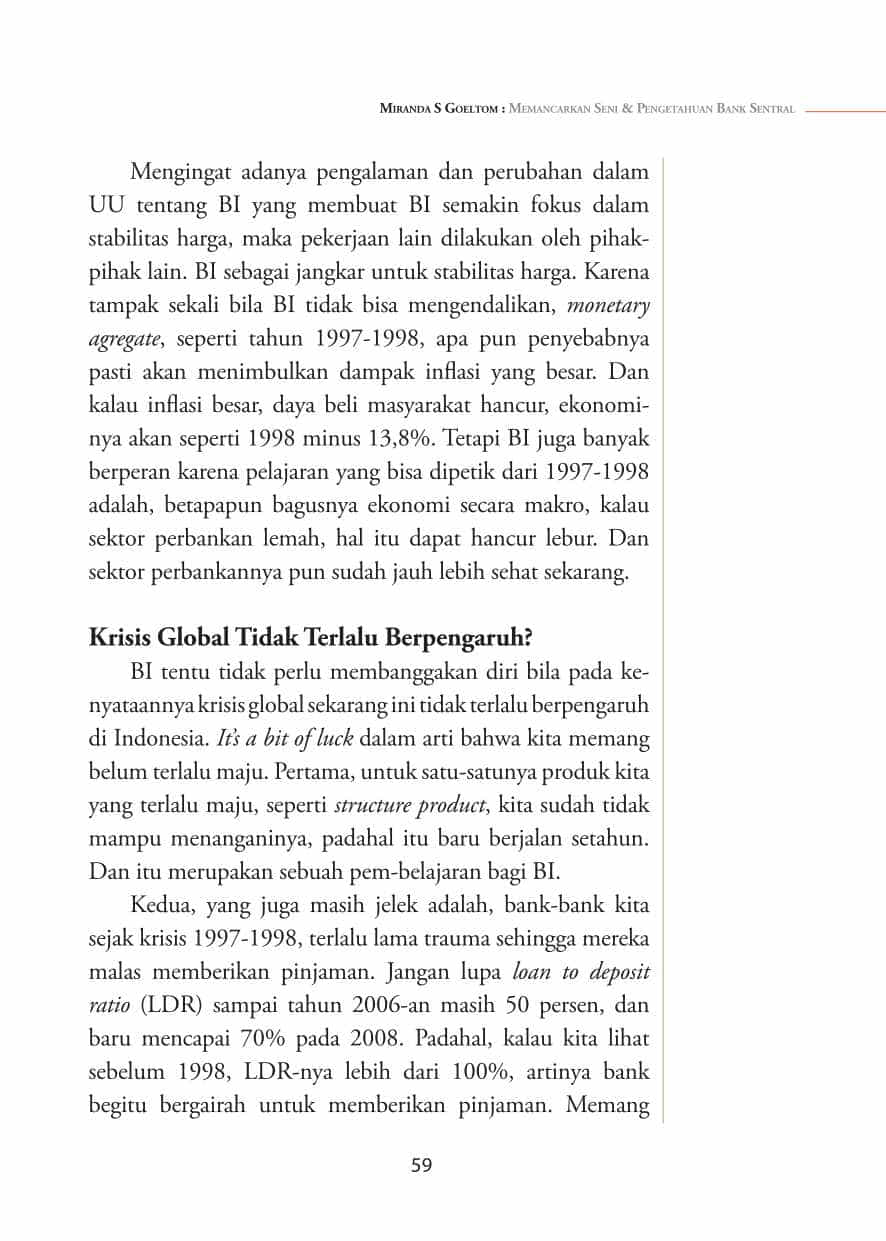 Miranda S Goeltom : Memancarkan Seni & Pengetahuan Bank Sentral
Mengingat adanya pengalaman dan perubahan dalam
UU tentang BI yang membuat BI semakin fokus dalam
stabilitas harga, maka pekerjaan lain dilakukan oleh pihak-
pihak lain. BI sebagai jangkar untuk stabilitas harga. Karena
tampak sekali bila BI tidak bisa mengendalikan, monetary
agregate, seperti tahun 1997-1998, apa pun penyebabnya
pasti akan menimbulkan dampak inflasi yang besar. Dan
kalau inflasi besar, daya beli masyarakat hancur, ekonomi-
nya akan seperti 1998 minus 13,8%. Tetapi BI juga banyak
berperan karena pelajaran yang bisa dipetik dari 1997-1998
adalah, betapapun bagusnya ekonomi secara makro, kalau
sektor perbankan lemah, hal itu dapat hancur lebur. Dan
sektor perbankannya pun sudah jauh lebih sehat sekarang.
Krisis Global Tidak Terlalu Berpengaruh?
BI tentu tidak perlu membanggakan diri bila pada ke-
nyataannya krisis global sekarang ini tidak terlalu berpengaruh
di Indonesia. It's a bit of luck dalam arti bahwa kita memang
belum terlalu maju. Pertama, untuk satu-satunya produk kita
yang terlalu maju, seperti structure product, kita sudah tidak
mampu menanganinya, padahal itu baru berjalan setahun.
Dan itu merupakan sebuah pem-belajaran bagi BI.
Kedua, yang juga masih jelek adalah, bank-bank kita
sejak krisis 1997-1998, terlalu lama trauma sehingga mereka
malas memberikan pinjaman. Jangan lupa loan to deposit
ratio (LDR) sampai tahun 2006-an masih 50 persen, dan
baru mencapai 70% pada 2008. Padahal, kalau kita lihat
sebelum 1998, LDR-nya lebih dari 100%, artinya bank
begitu bergairah untuk memberikan pinjaman. Memang
59